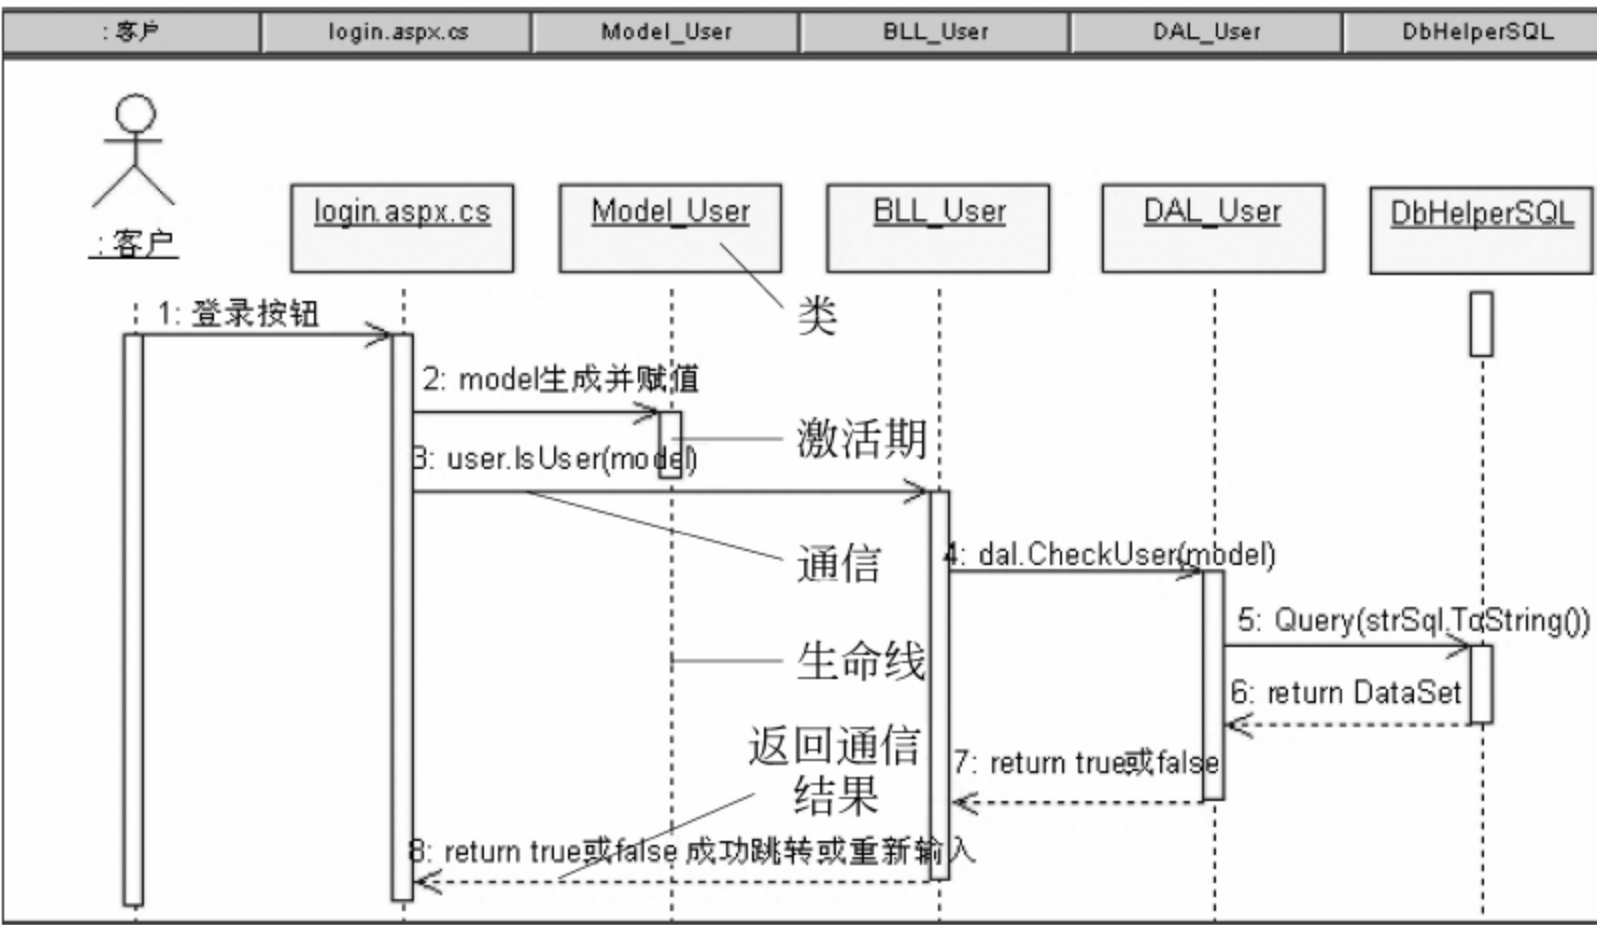 : 客户
login.aspx.cs
Model_User
BLL_User
DAL_User
DbHelperSQL
: 客户
login.aspx.cs
Model_User
BLL_User
DAL_User
DbHelperSQL
类
1: 登录按钮
2: model生成并赋值
激活期
3: user.IsUser(model)
通信
4: dal.CheckUser(model)
5: Query(strSql.ToString())
生命线
6: return DataSet
返回通信
结果
7: return true或false
8: return true或false 成功跳转或重新输入